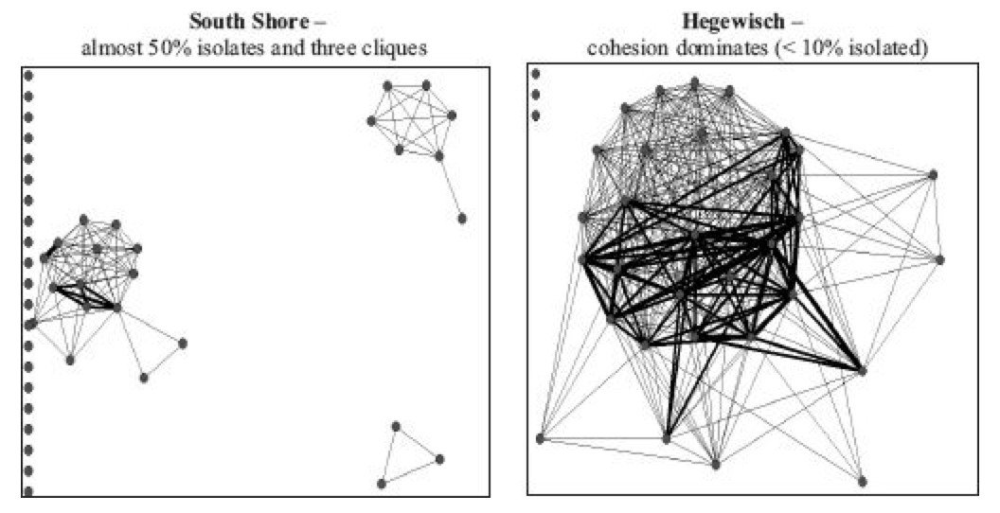 South Shore –
almost 50% isolates and three cliques
Hegewisch –
cohesion dominates (< 10% isolated)